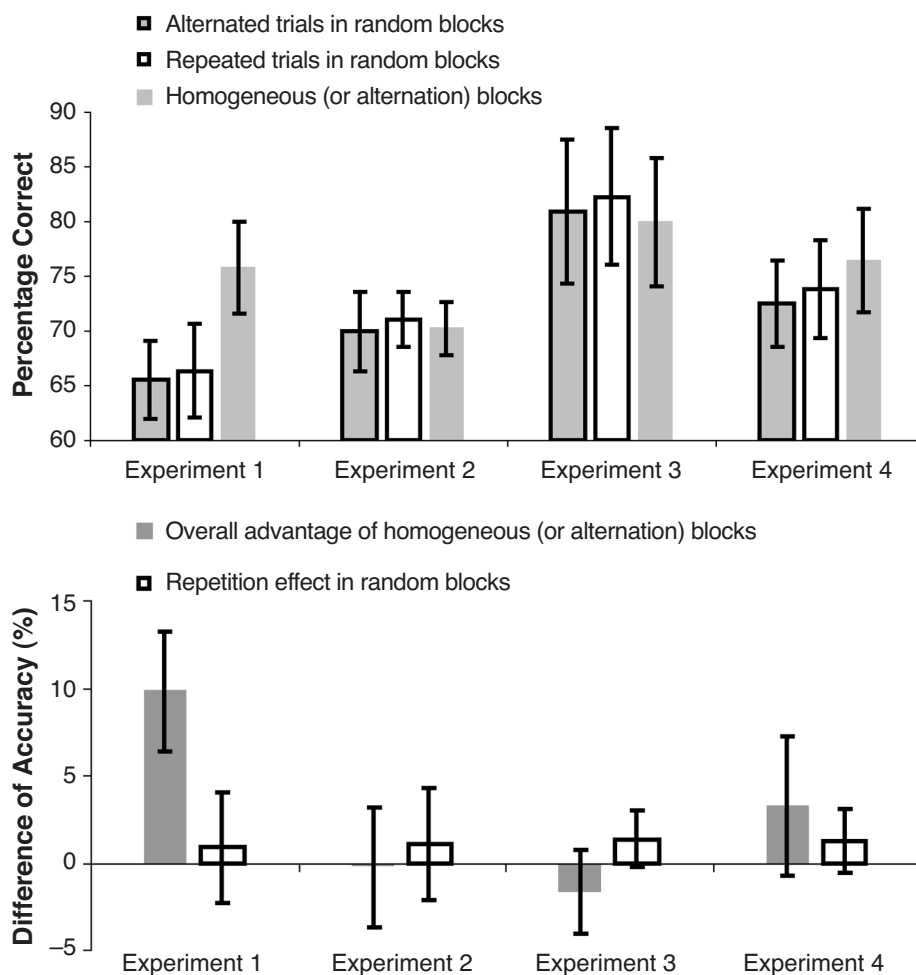 Alternated trials in random blocks
Repeated trials in random blocks
Homogeneous (or alternation) blocks
Percentage Correct
90
85
80
75
70
65
60
Experiment 1 Experiment 2 Experiment 3 Experiment 4
Overall advantage of homogeneous (or alternation) blocks
Repetition effect in random blocks
Difference of Accuracy (%)
15
10
5
0
–5
Experiment 1 Experiment 2 Experiment 3 Experiment 4